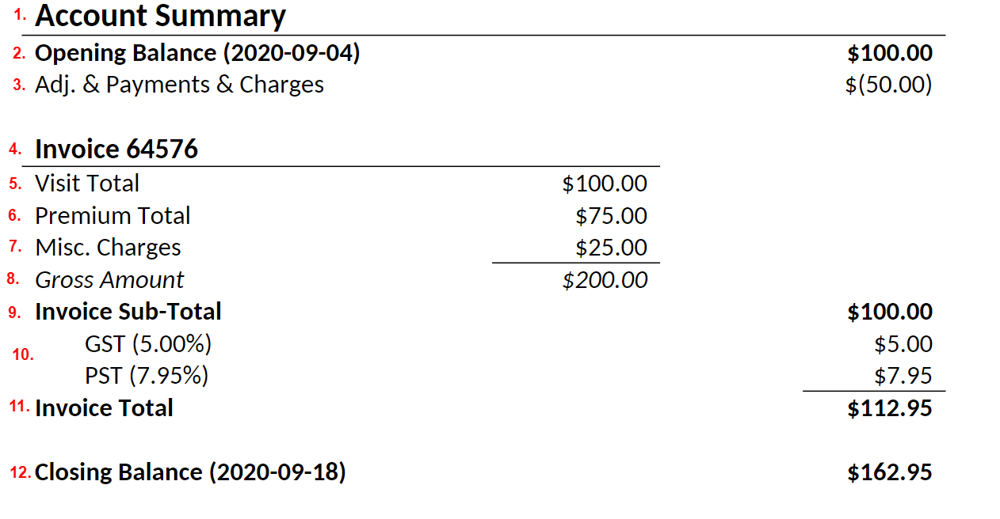 1. Account Summary
2. Opening Balance (2020-09-04) $100.00
3. Adj. & Payments & Charges $(50.00)
4. Invoice 64576
5. Visit Total $100.00
6. Premium Total $75.00
7. Misc. Charges $25.00
8. Gross Amount $200.00
9. Invoice Sub-Total $100.00
10. GST (5.00%) $5.00
PST (7.95%) $7.95
11. Invoice Total $112.95
12. Closing Balance (2020-09-18) $162.95